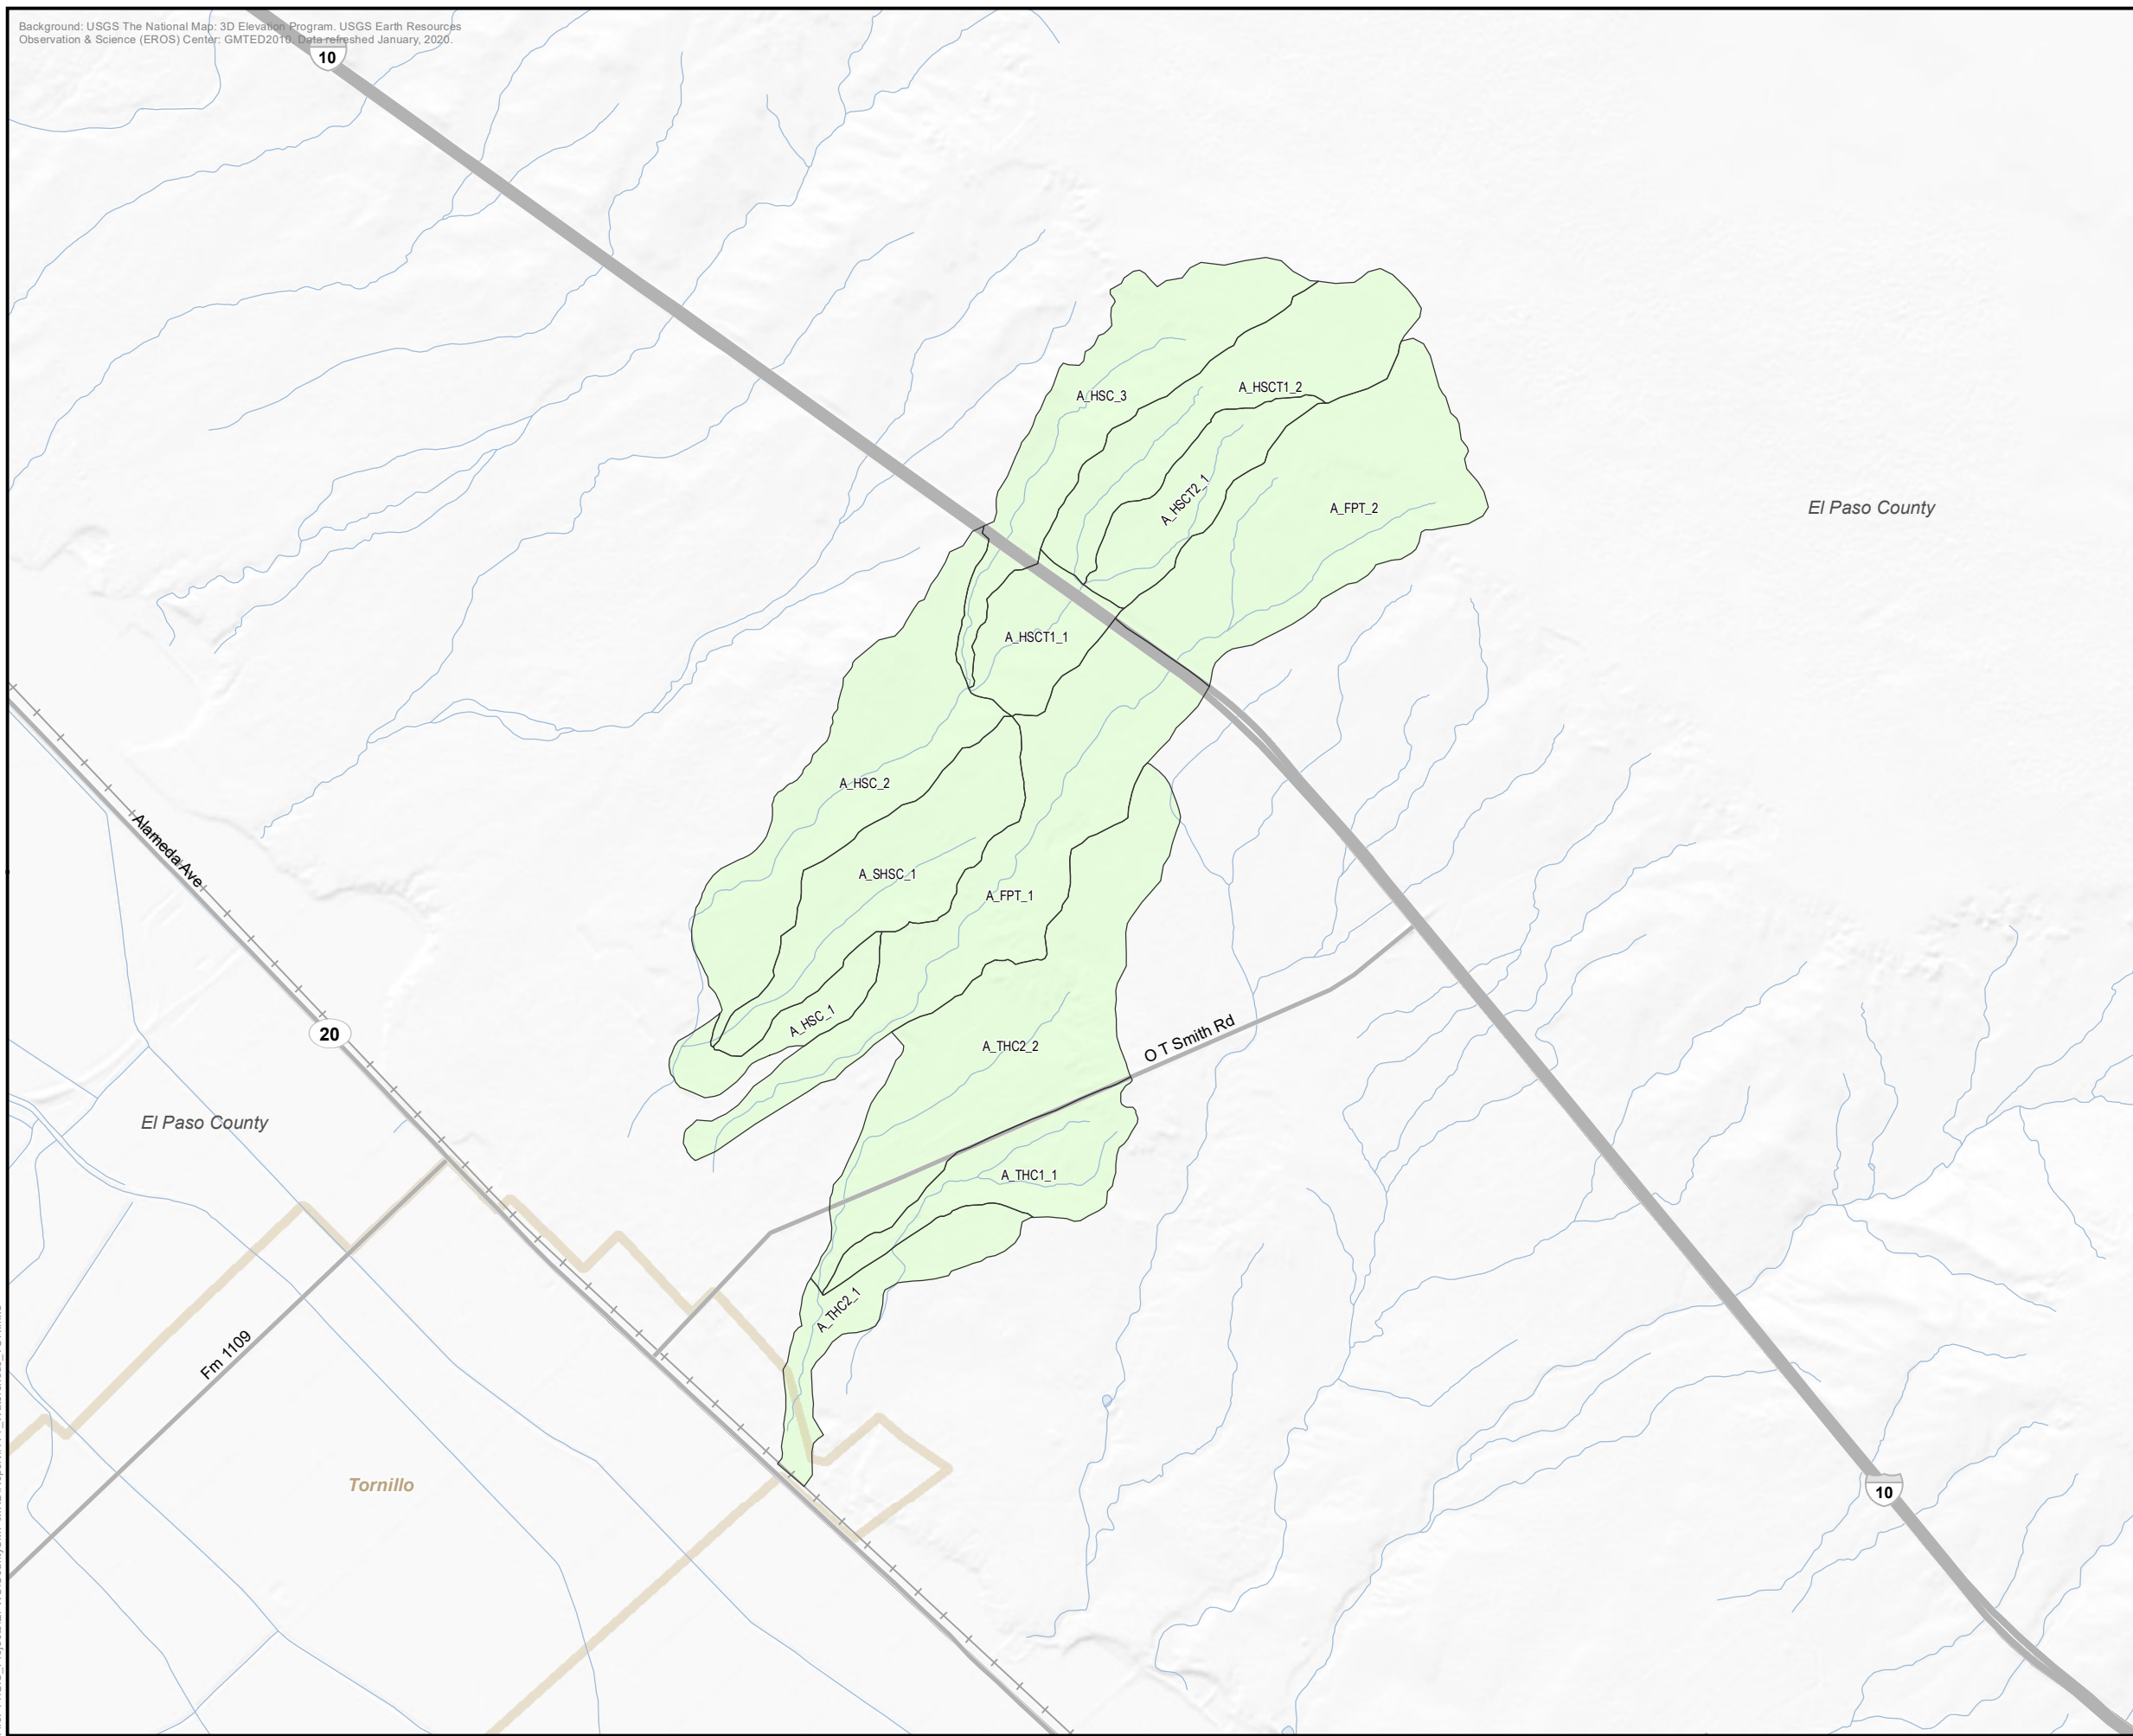 Background: USGS The National Map: 3D Elevation Program. USGS Earth Resources
Observation & Science (EROS) Center: GMTED2010. Data refreshed January, 2020.
10
A_HSC_3
A_HSCT1_2
A_HSCT2_1
A_FPT_2
El Paso County
A_HSCT1_1
A_HSC_2
Alameda Ave
A_SHSC_1
A_FPT_1
20
A_HSC_1
A_THC2_2
O T Smith Rd
El Paso County
A_THC1_1
A_THC2_1
Fm 1109
Tornillo
10